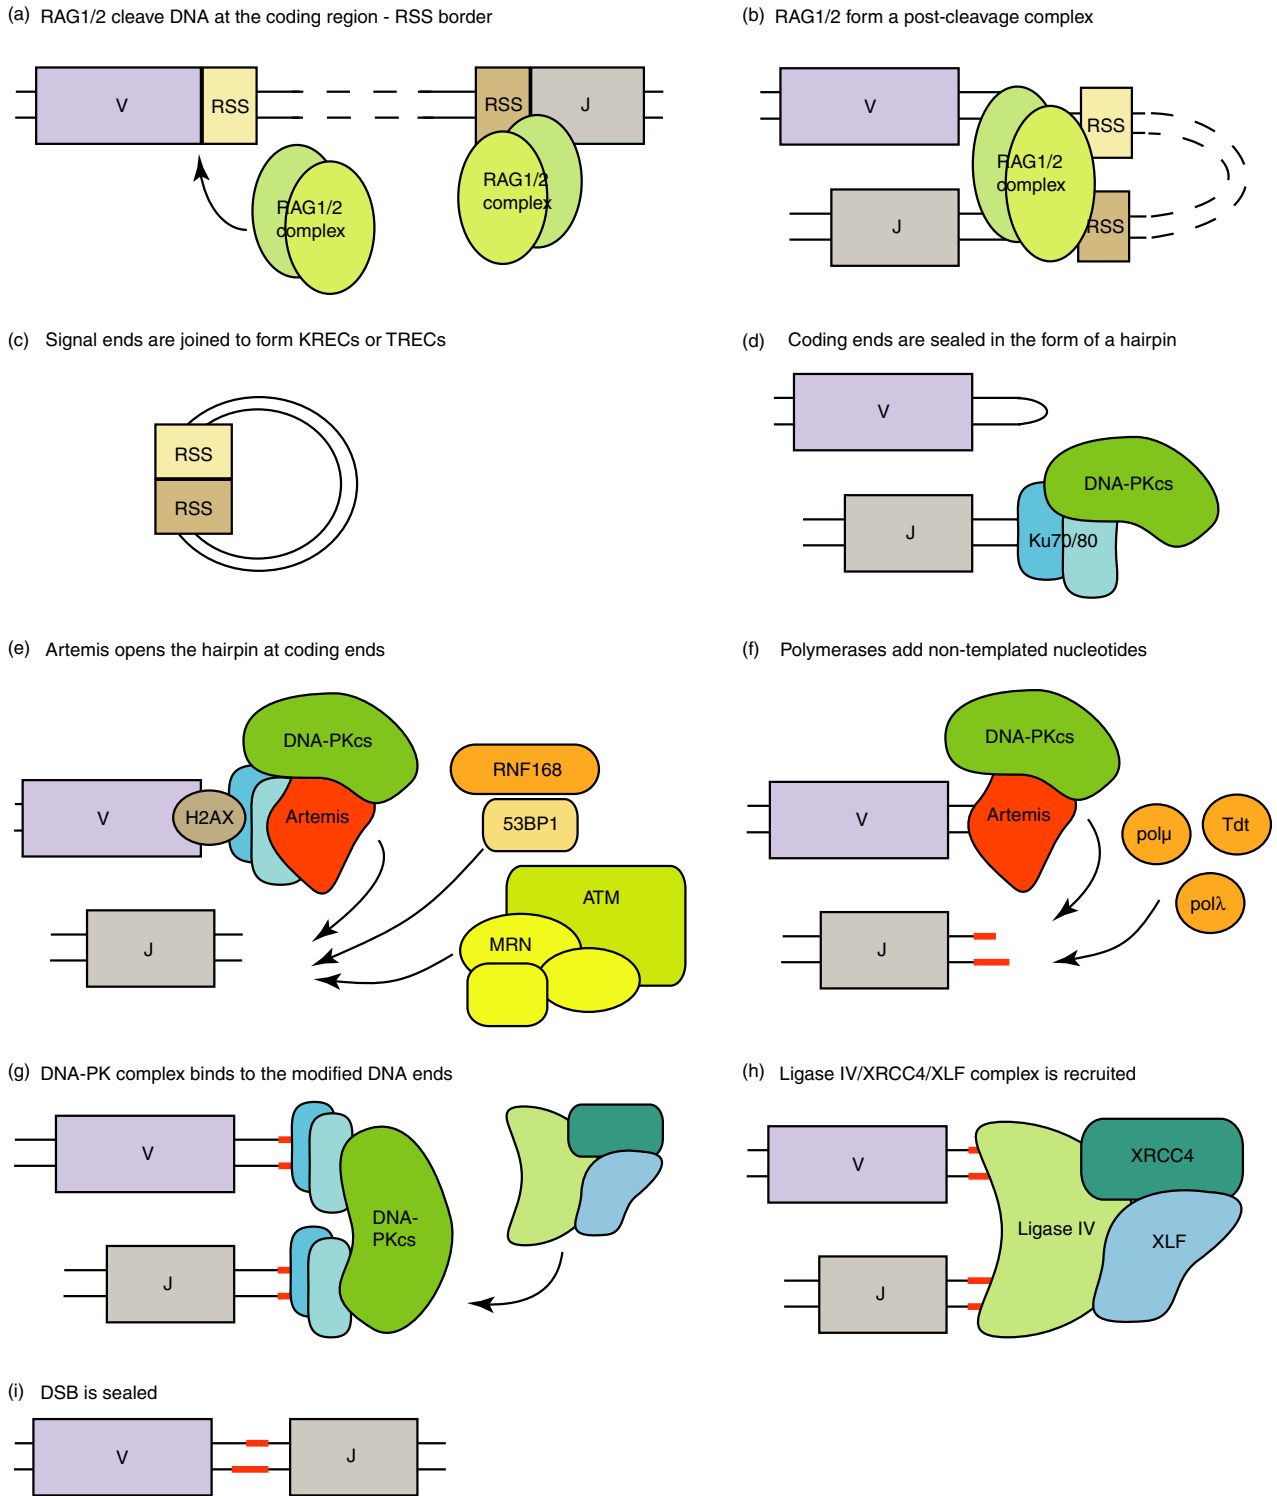 (a) RAG1/2 cleave DNA at the coding region - RSS border
V
RSS
RSS
J
RAG1/2
complex
RAG1/2
complex
(b) RAG1/2 form a post-cleavage complex
V
RSS
RAG1/2
complex
J
RSS
(c) Signal ends are joined to form KRECs or TRECs
RSS
RSS
(d) Coding ends are sealed in the form of a hairpin
V
DNA-PKcs
J
Ku70/80
(e) Artemis opens the hairpin at coding ends
DNA-PKcs
RNF168
V
H2AX
Artemis
53BP1
ATM
MRN
J
(f) Polymerases add non-templated nucleotides
DNA-PKcs
V
Artemis
polμ
Tdt
polλ
J
(g) DNA-PK complex binds to the modified DNA ends
V
DNA-
PKcs
J
(h) Ligase IV/XRCC4/XLF complex is recruited
V
XRCC4
Ligase IV
XLF
J
(i) DSB is sealed
V
J